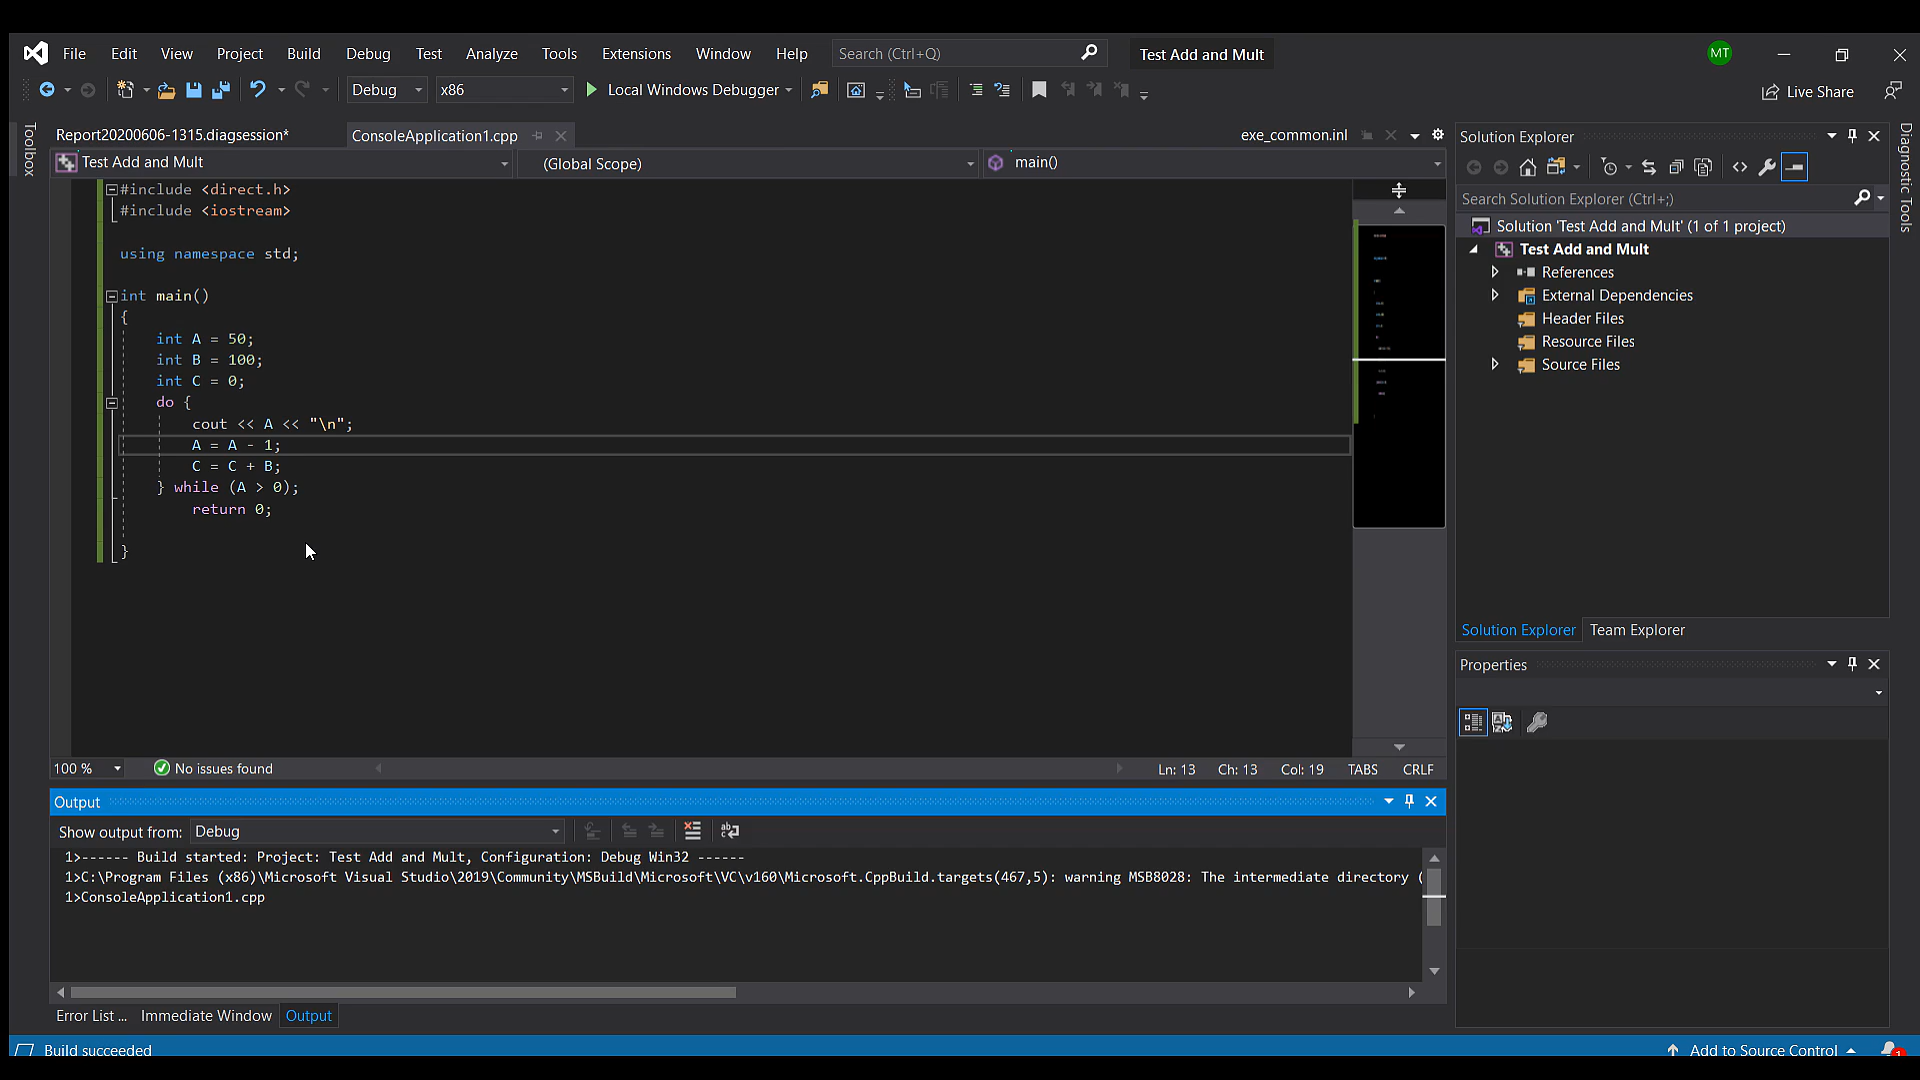 File Edit View Project Build Debug Test Analyze Tools Extensions Window Help Search (Ctrl+Q) Test Add and Mult MT
Debug x86 Local Windows Debugger Live Share
Toolbox
Report20200606-1315.diagsession* ConsoleApplication1.cpp exe_common.inl
Test Add and Mult (Global Scope) main()
#include <direct.h>
#include <iostream>
using namespace std;
int main()
{
int A = 50;
int B = 100;
int C = 0;
do {
cout << A << "\n";
A = A - 1;
C = C + B;
} while (A > 0);
return 0;
}
100 % No issues found Ln: 13 Ch: 13 Col: 19 TABS CRLF
Output
Show output from: Debug
1>------ Build started: Project: Test Add and Mult, Configuration: Debug Win32 ------
1>C:\Program Files (x86)\Microsoft Visual Studio\2019\Community\MSBuild\Microsoft\VC\v160\Microsoft.CppBuild.targets(467,5): warning MSB8028: The intermediate directory (
1>ConsoleApplication1.cpp
Error List ... Immediate Window Output
Solution Explorer
Search Solution Explorer (Ctrl+;)
Solution 'Test Add and Mult' (1 of 1 project)
Test Add and Mult
References
External Dependencies
Header Files
Resource Files
Source Files
Solution Explorer Team Explorer
Properties
Diagnostic Tools
Build succeeded Add to Source Control 1